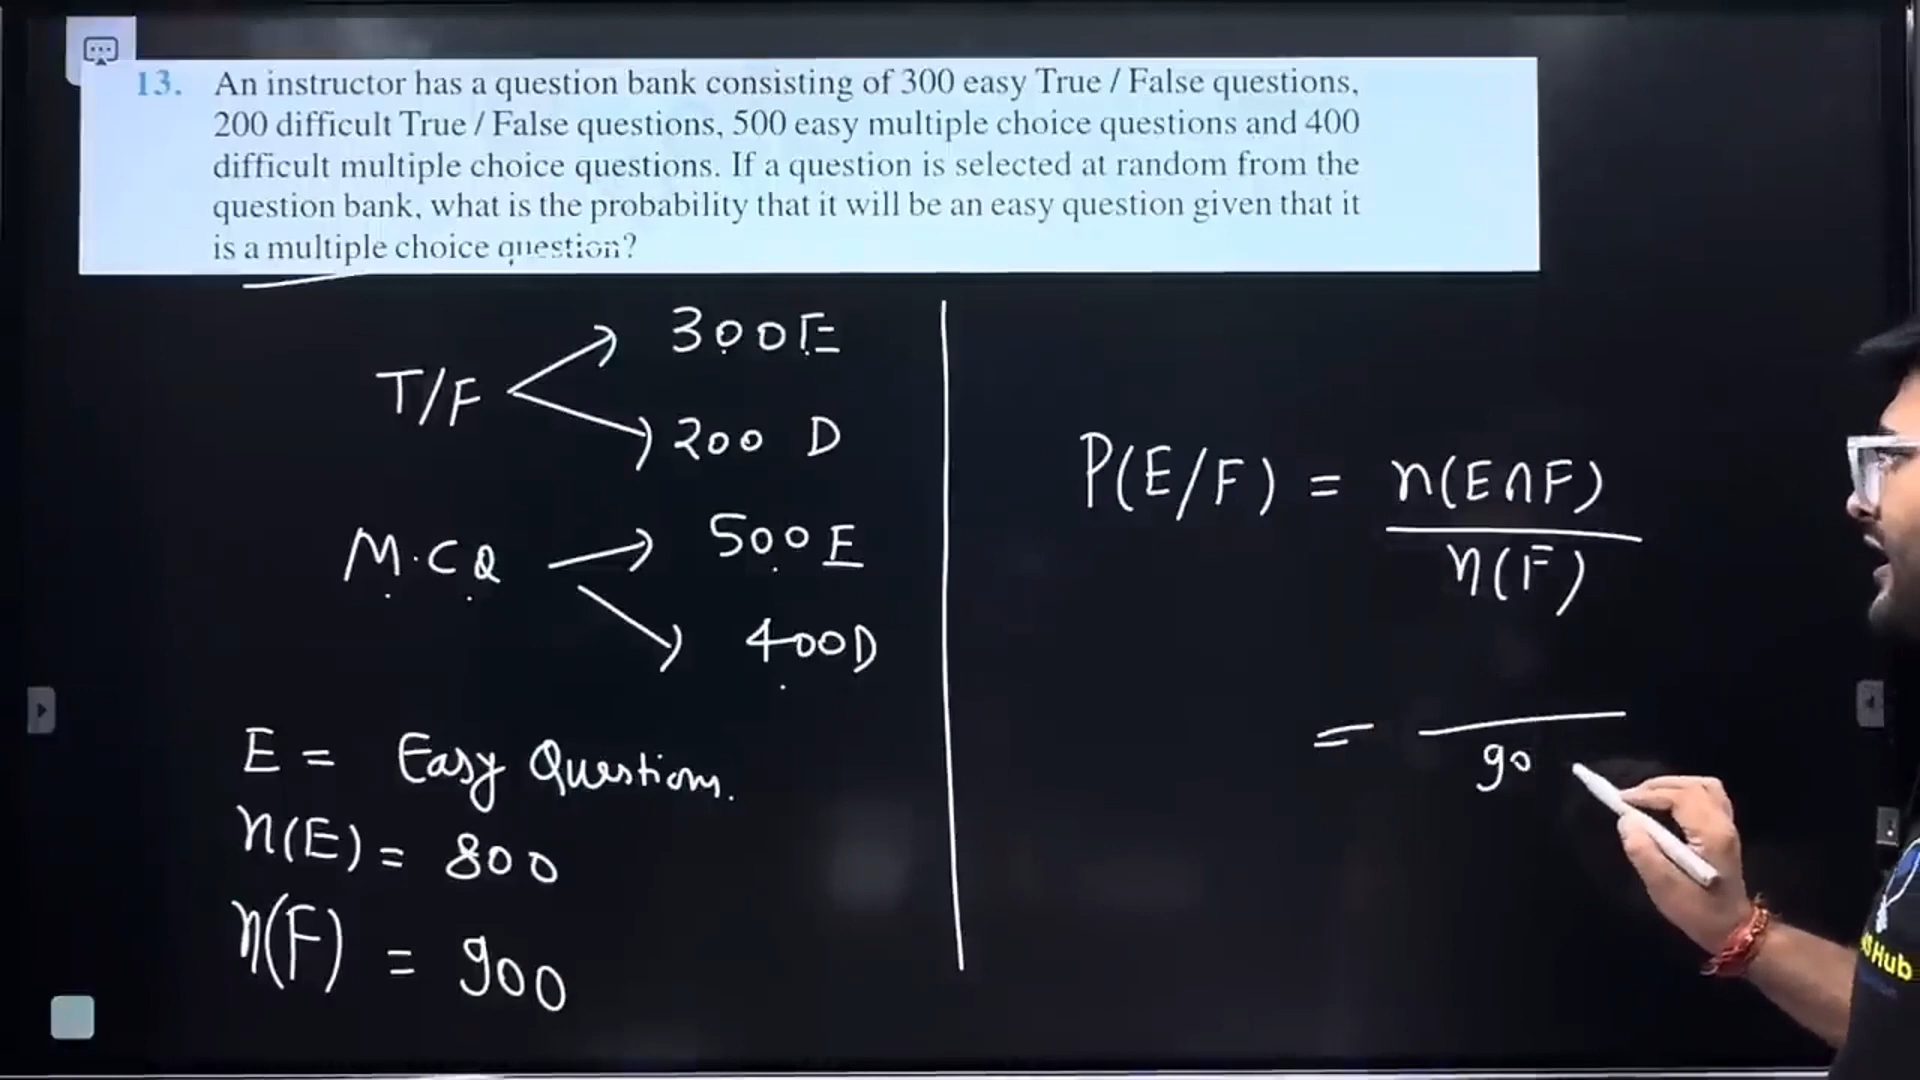 13. An instructor has a question bank consisting of 300 easy True / False questions,
200 difficult True / False questions, 500 easy multiple choice questions and 400
difficult multiple choice questions. If a question is selected at random from the
question bank, what is the probability that it will be an easy question given that it
is a multiple choice question?
T/F
300E
200 D
M.CQ
500E
400D
E = Easy Questions.
n(E) = 800
n(F) = 900
P(E/F) = n(E∩F)
n(F)
=
90
Hub